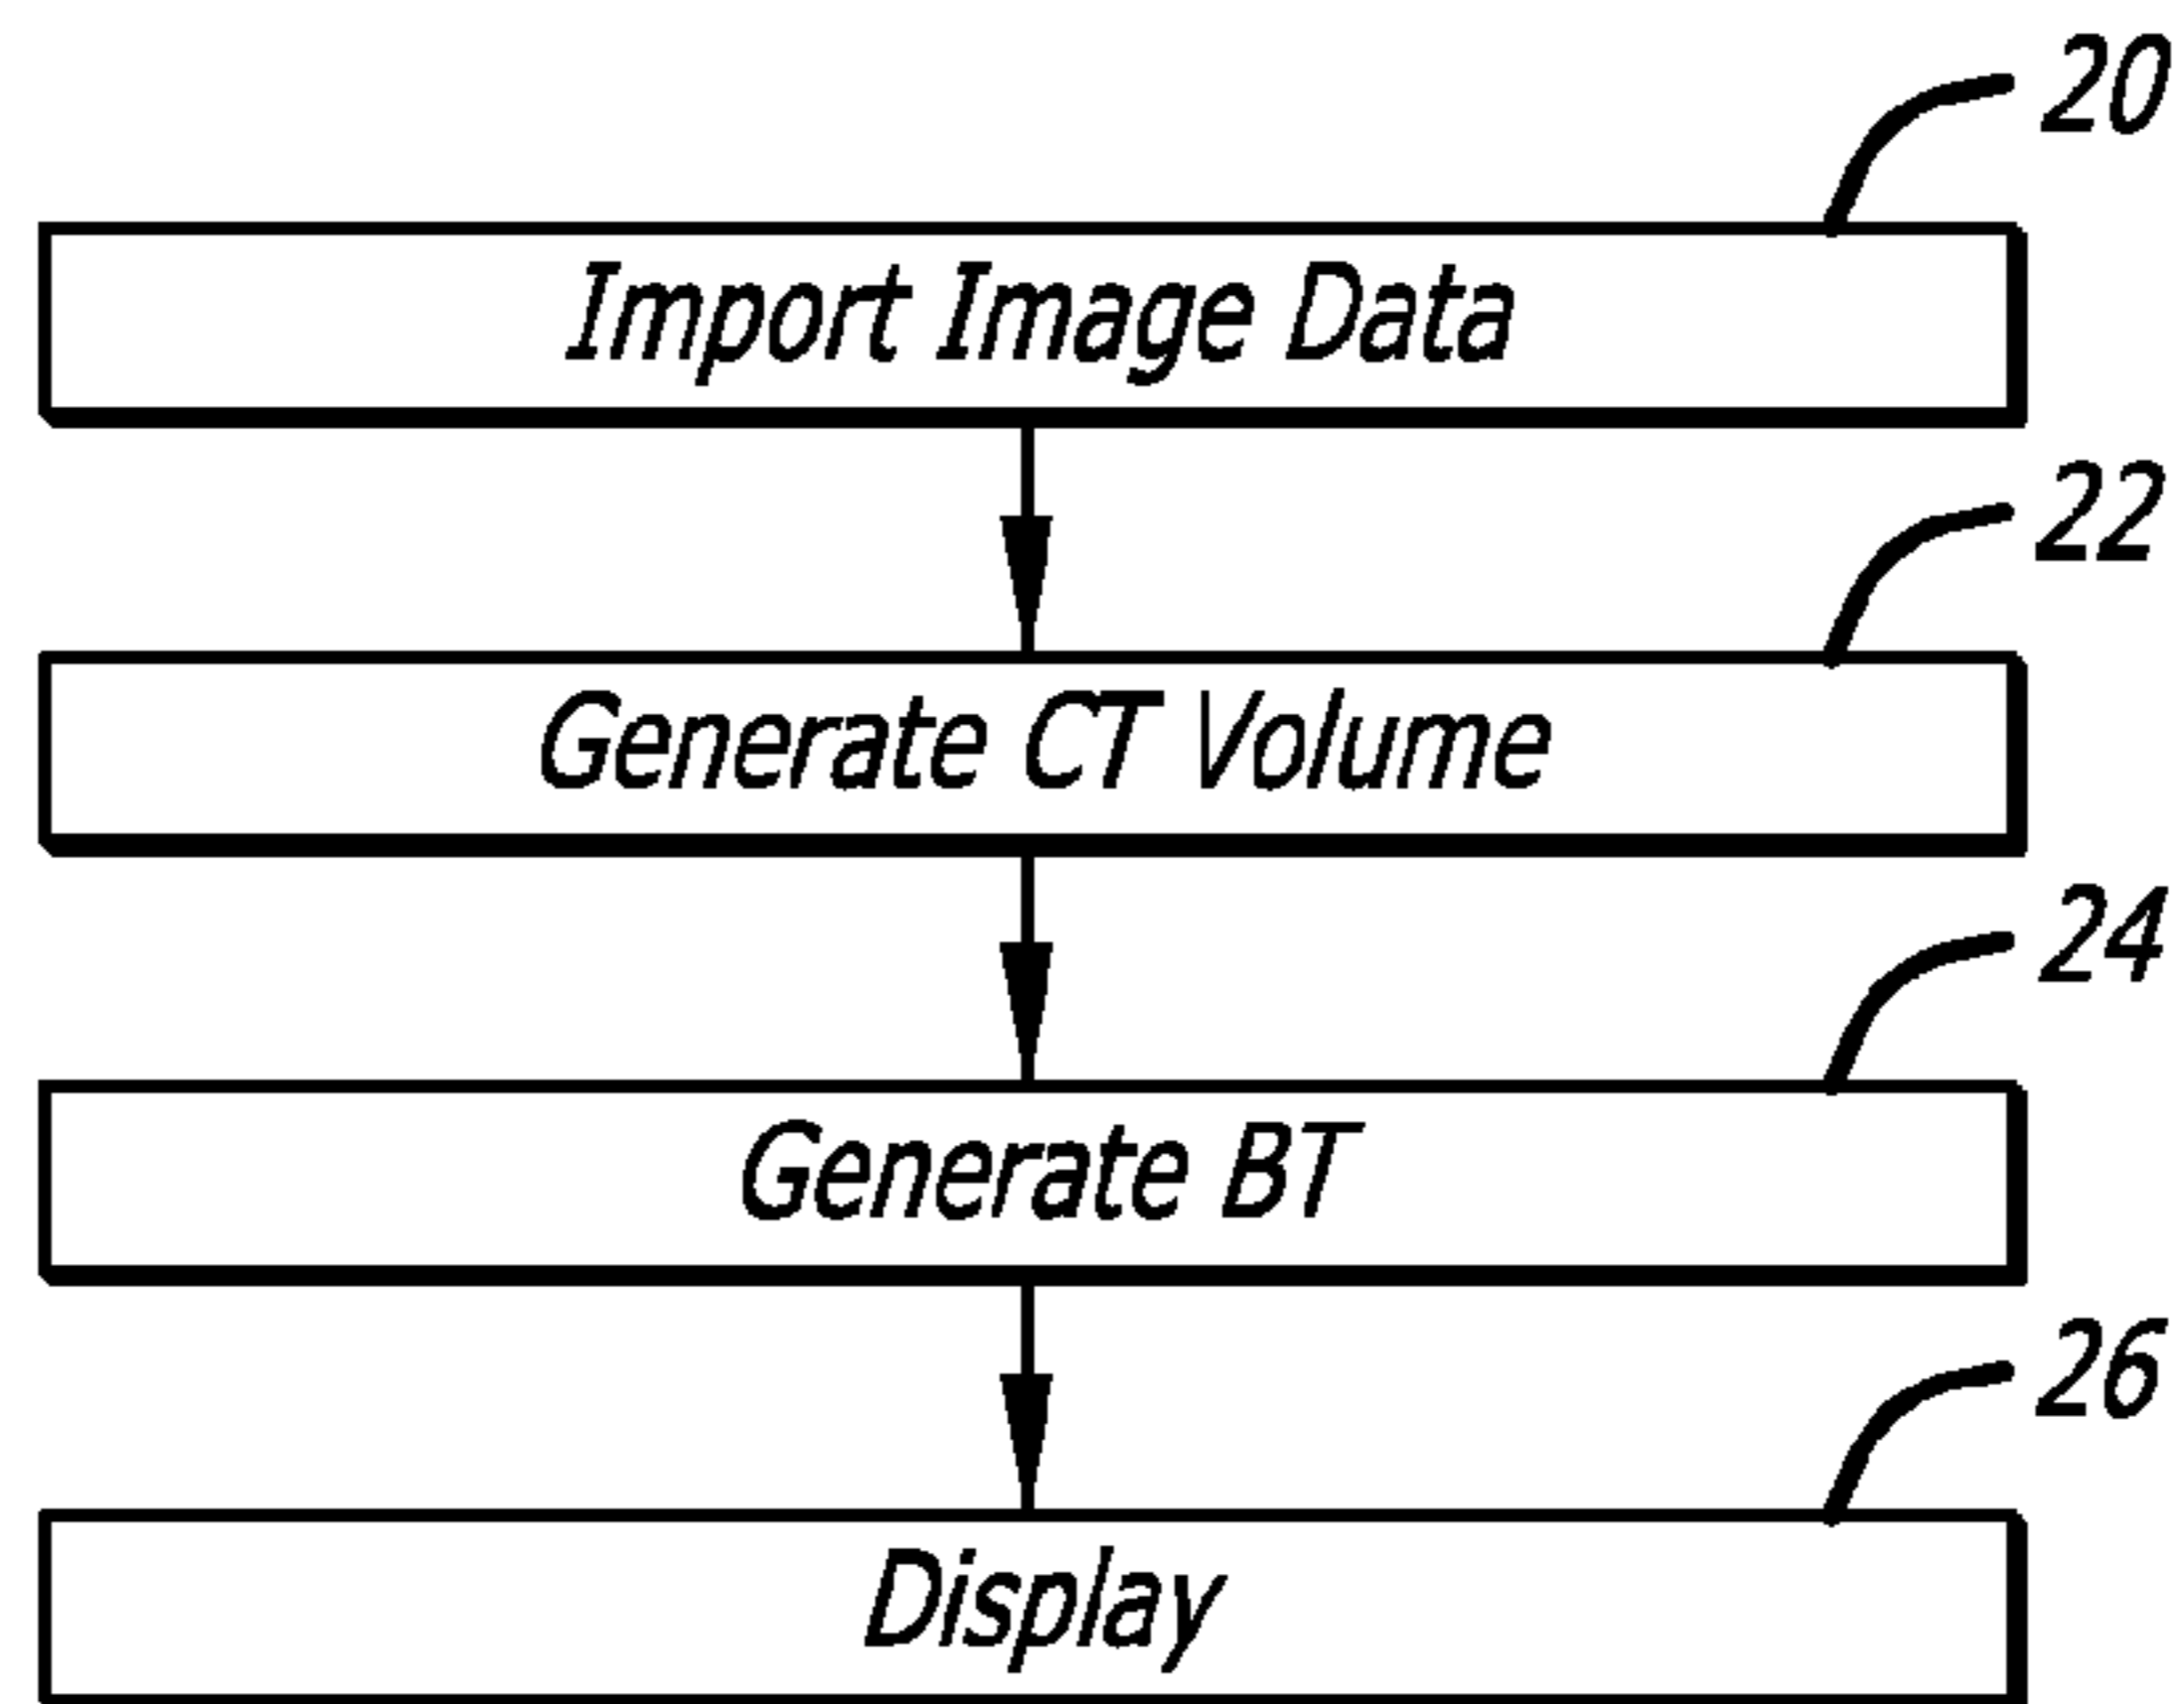 20
Import Image Data
22
Generate CT Volume
24
Generate BT
26
Display